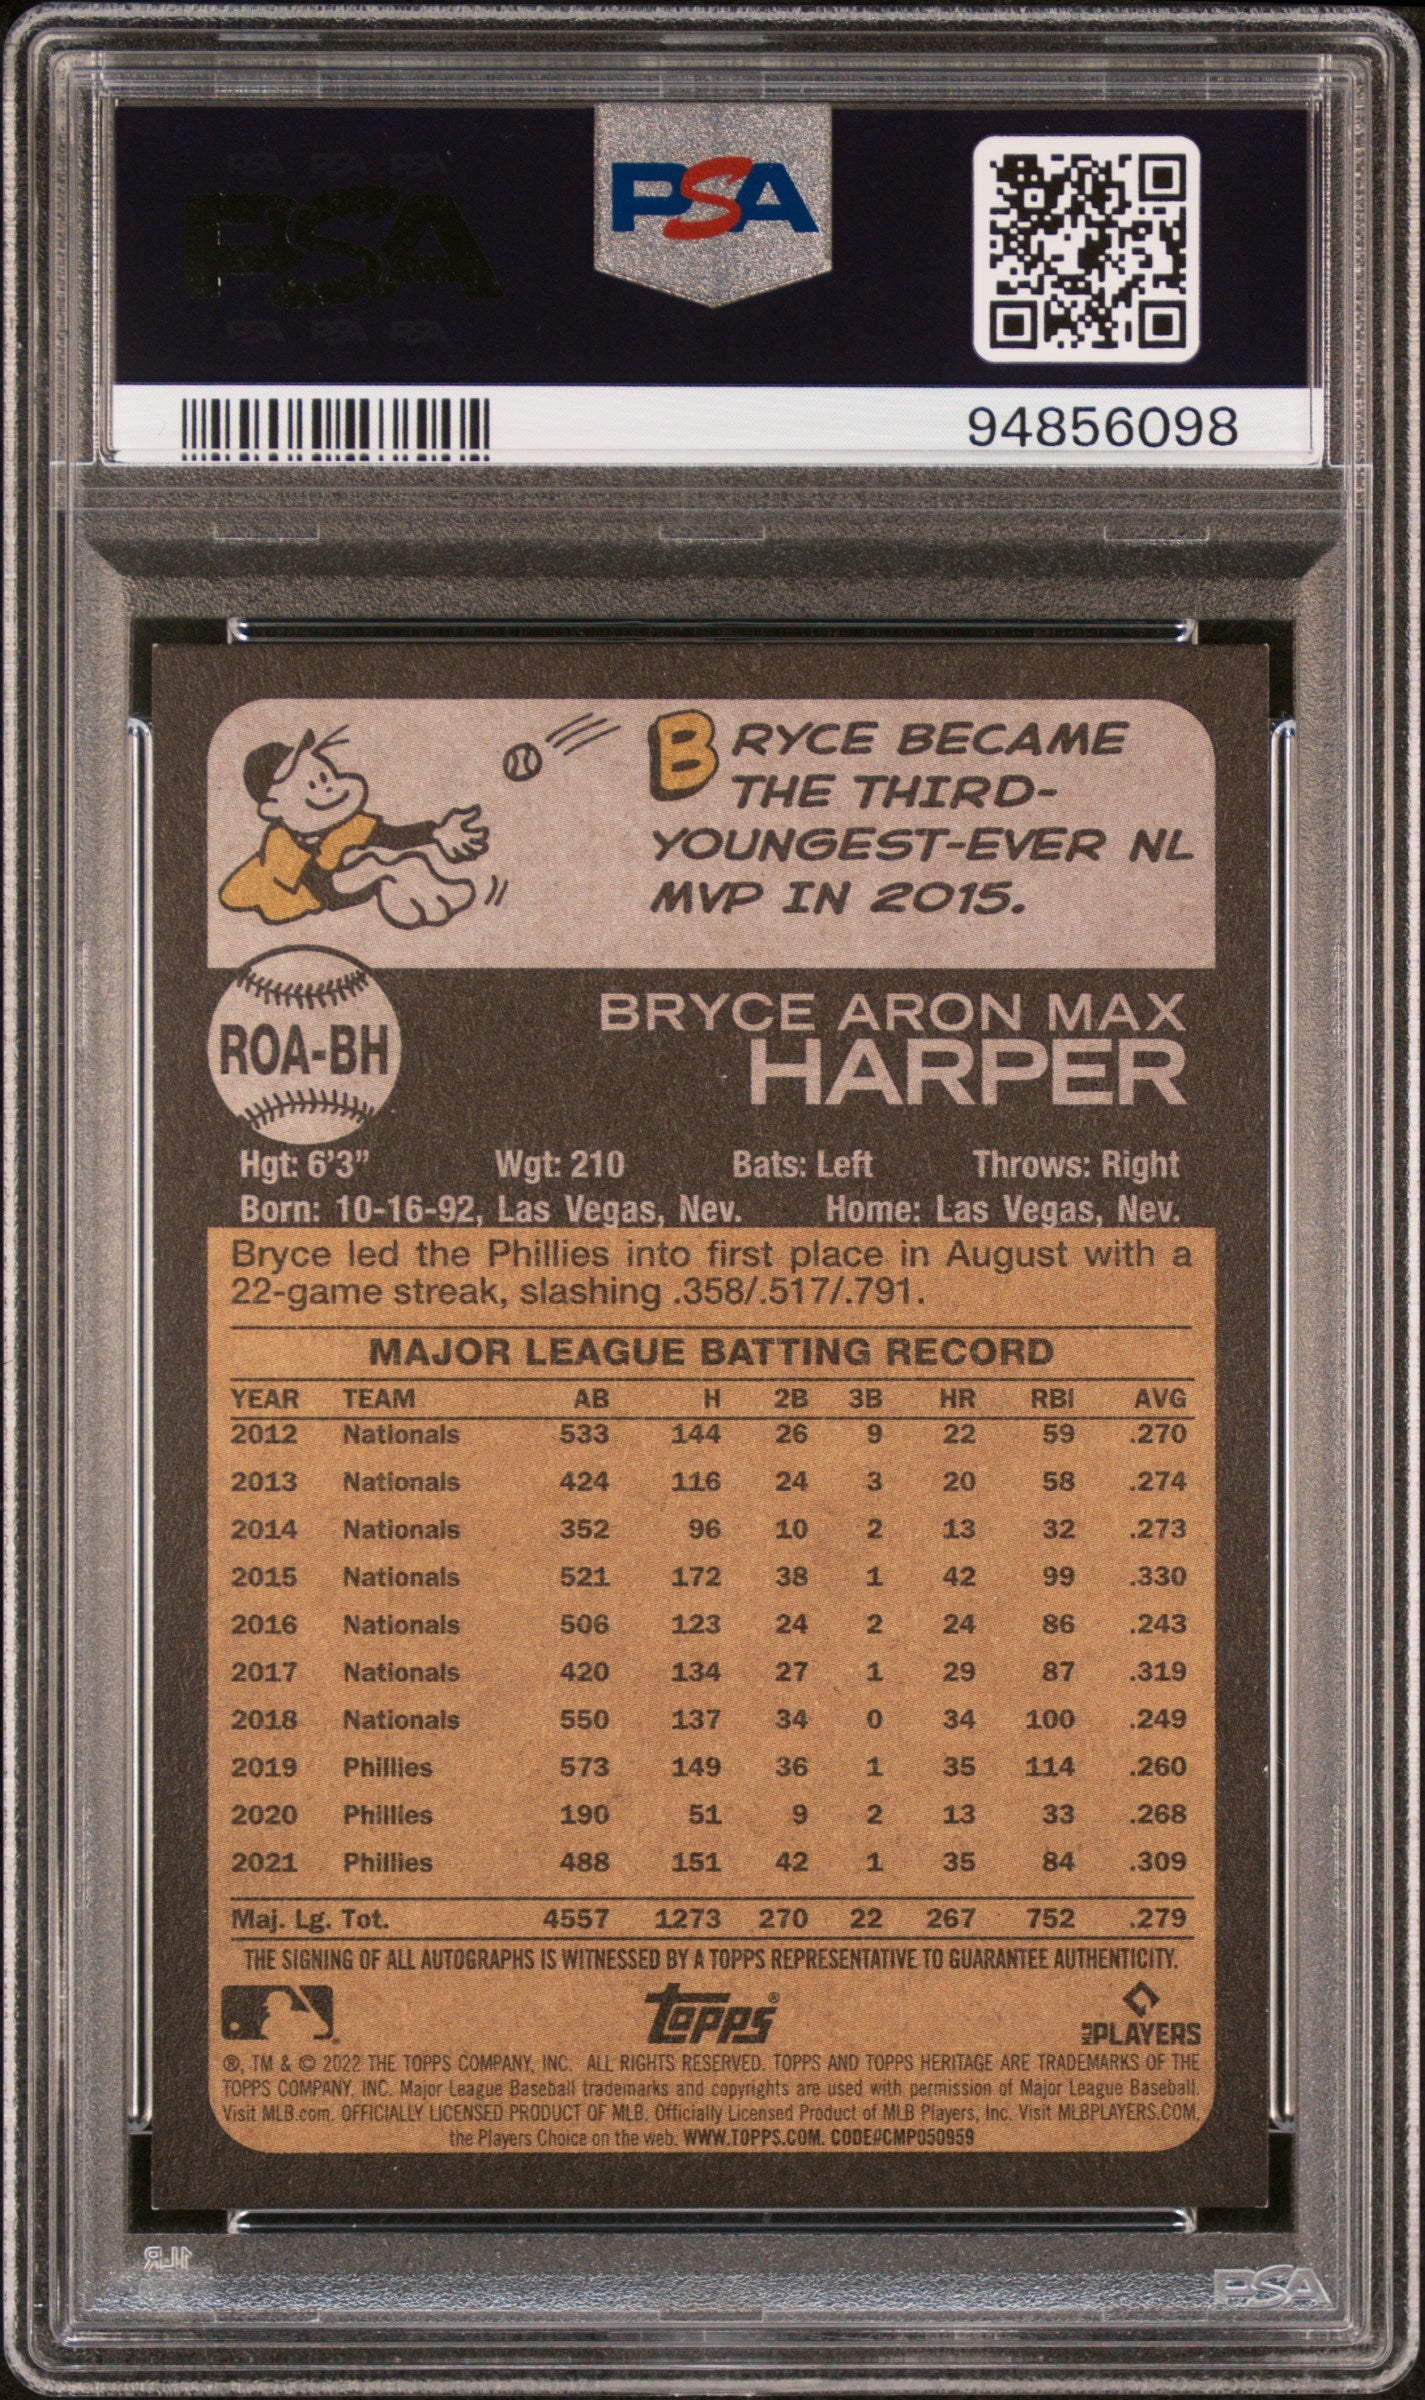 PSA PSA PSA
PSA
PSA PSA PSA
PSA
94856098
BRYCE BECAME
THE THIRD-
YOUNGEST-EVER NL
MVP IN 2015.
ROA-BH
BRYCE ARON MAX
HARPER
Hgt: 6'3" Wgt: 210 Bats: Left Throws: Right
Born: 10-16-92, Las Vegas, Nev. Home: Las Vegas, Nev.
Bryce led the Phillies into first place in August with a
22-game streak, slashing .358/.517/.791.
MAJOR LEAGUE BATTING RECORD
YEAR TEAM AB H 2B 3B HR RBI AVG
2012 Nationals 533 144 26 9 22 59 .270
2013 Nationals 424 116 24 3 20 58 .274
2014 Nationals 352 96 10 2 13 32 .273
2015 Nationals 521 172 38 1 42 99 .330
2016 Nationals 506 123 24 2 24 86 .243
2017 Nationals 420 134 27 1 29 87 .319
2018 Nationals 550 137 34 0 34 100 .249
2019 Phillies 573 149 36 1 35 114 .260
2020 Phillies 190 51 9 2 13 33 .268
2021 Phillies 488 151 42 1 35 84 .309
Maj. Lg. Tot. 4557 1273 270 22 267 752 .279
THE SIGNING OF ALL AUTOGRAPHS IS WITNESSED BY A TOPPS REPRESENTATIVE TO GUARANTEE AUTHENTICITY.
topps®
MLB PLAYERS
®, TM & © 2022 THE TOPPS COMPANY, INC. ALL RIGHTS RESERVED. TOPPS AND TOPPS HERITAGE ARE TRADEMARKS OF THE
TOPPS COMPANY, INC. Major League Baseball trademarks and copyrights are used with permission of Major League Baseball.
Visit MLB.com. OFFICIALLY LICENSED PRODUCT OF MLB. Officially Licensed Product of MLB Players, Inc. Visit MLBPLAYERS.COM,
the Players Choice on the web. WWW.TOPPS.COM. CODE#CMP050959
1LR
PSA